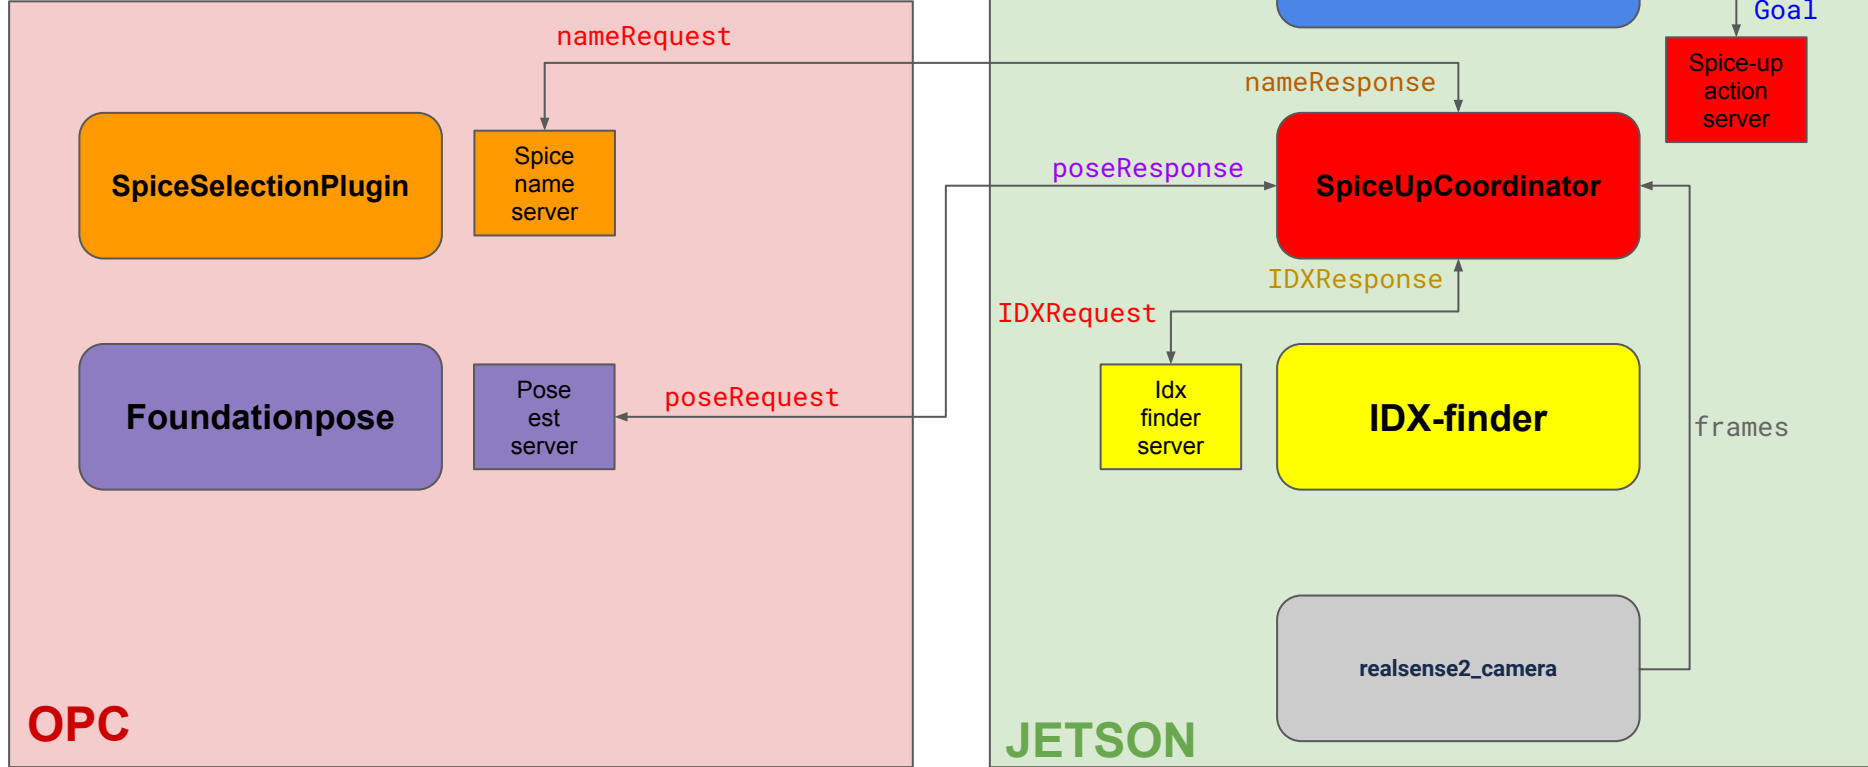 Goal
nameRequest
nameResponse
Spice-up
action
server
SpiceSelectionPlugin
Spice
name
server
poseResponse
SpiceUpCoordinator
IDXResponse
IDXRequest
Foundationpose
Pose
est
server
poseRequest
Idx
finder
server
IDX-finder
frames
realsense2_camera
OPC
JETSON